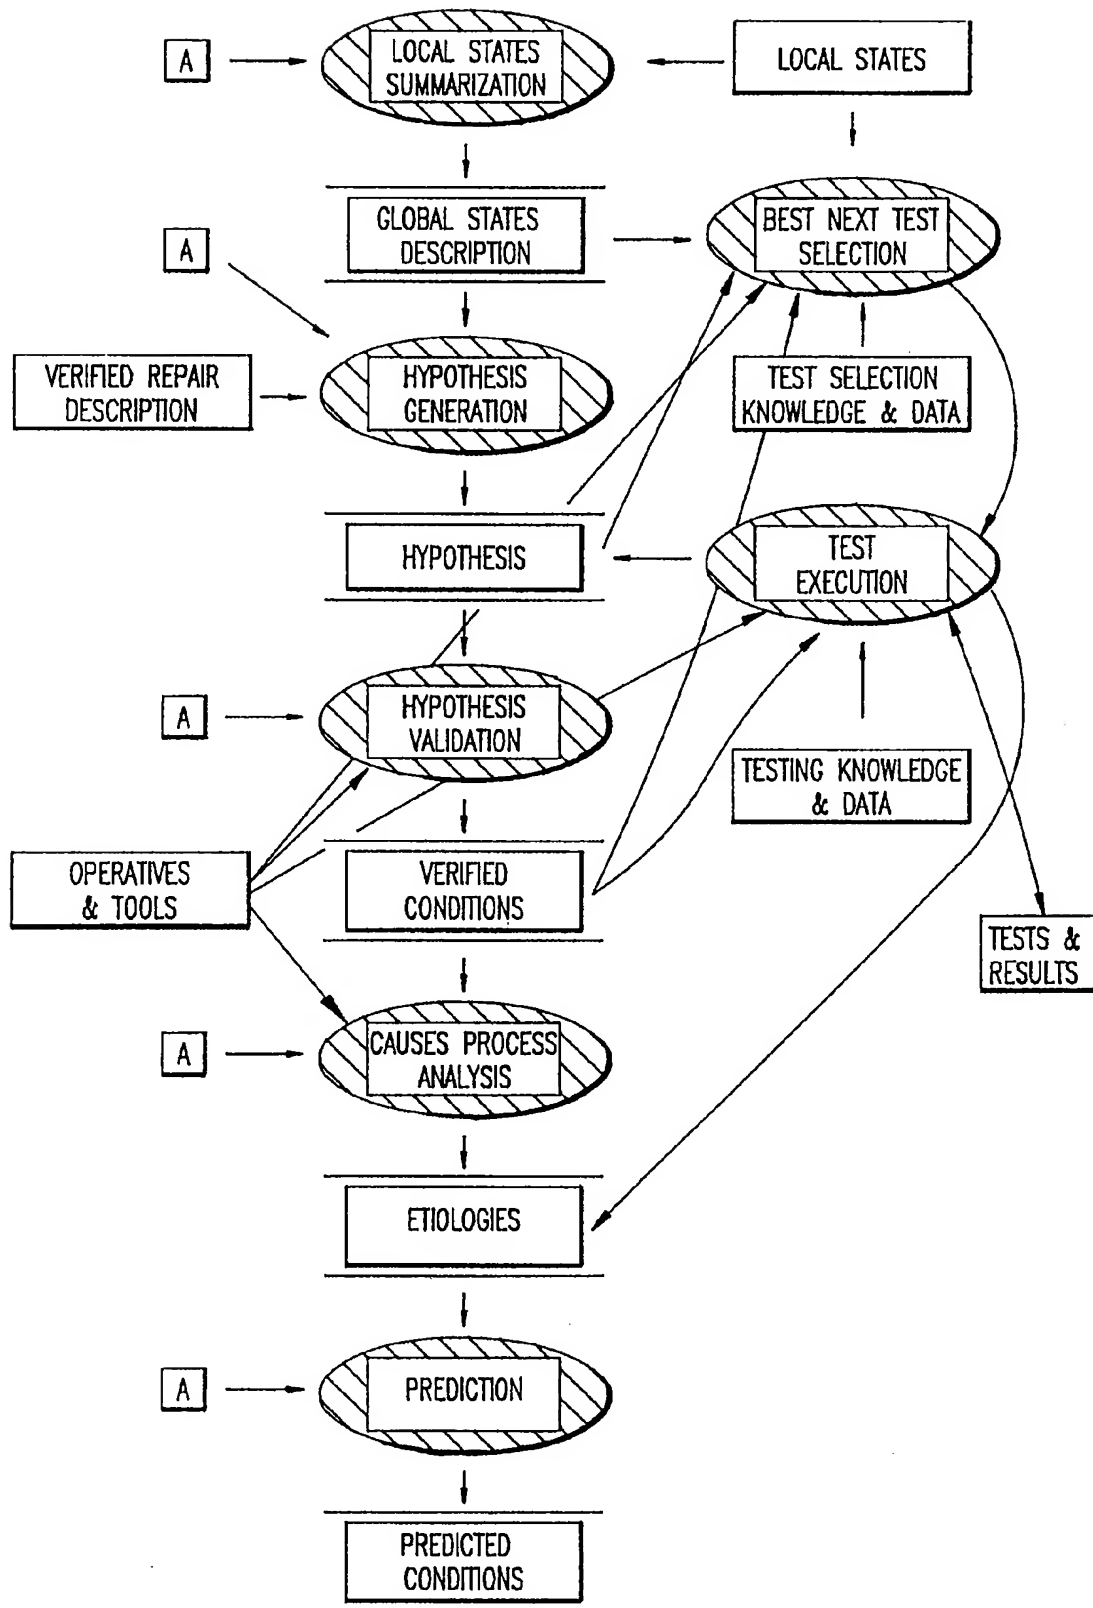 A
LOCAL STATES
SUMMARIZATION
LOCAL STATES
GLOBAL STATES
DESCRIPTION
A
BEST NEXT TEST
SELECTION
VERIFIED REPAIR
DESCRIPTION
HYPOTHESIS
GENERATION
TEST SELECTION
KNOWLEDGE & DATA
HYPOTHESIS
TEST
EXECUTION
A
HYPOTHESIS
VALIDATION
TESTING KNOWLEDGE
& DATA
OPERATIVES
& TOOLS
VERIFIED
CONDITIONS
TESTS &
RESULTS
A
CAUSES PROCESS
ANALYSIS
ETIOLOGIES
A
PREDICTION
PREDICTED
CONDITIONS